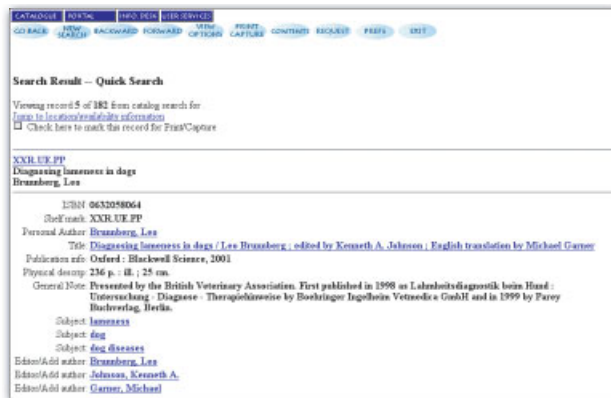 CATALOGUE PORTAL INFO. DESK USER SERVICES
GO BACK NEW SEARCH BACKWARD FORWARD VIEW OPTIONS PRINT CAPTURE CONTENTS REQUEST PREFS EXIT
Search Result -- Quick Search
Viewing record 5 of 182 from catalog search for
Jump to location/availability information
Check here to mark this record for Print/Capture
XXR.UE.PP
Diagnosing lameness in dogs
Brunnberg, Leo
ISBN 0632058064
Shelfmark XXR.UE.PP
Personal Author Brunnberg, Leo
Title Diagnosing lameness in dogs / Leo Brunnberg ; edited by Kenneth A. Johnson ; English translation by Michael Garner
Publication info Oxford : Blackwell Science, 2001
Physical descrip 236 p. : ill. ; 25 cm.
General Note Presented by the British Veterinary Association. First published in 1998 as Lahmheitsdiagnostik beim Hund :
Untersuchung - Diagnose - Therapiehinweise by Boehringer Ingelheim Vetmedica GmbH and in 1999 by Parey
Buchverlag, Berlin.
Subject lameness
Subject dog
Subject dog diseases
Editor/Add author Brunnberg, Leo
Editor/Add author Johnson, Kenneth A.
Editor/Add author Garner, Michael